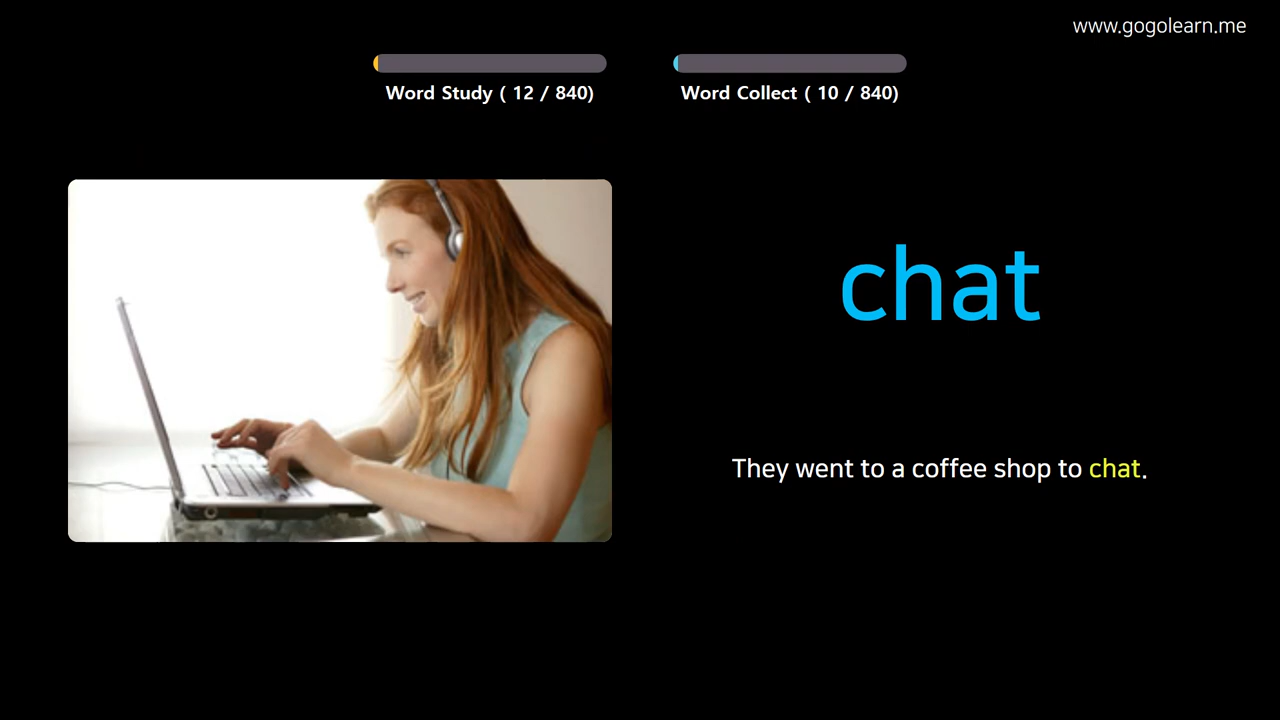 www.gogolearn.me
Word Study ( 12 / 840)
Word Collect ( 10 / 840)
chat
They went to a coffee shop to chat.